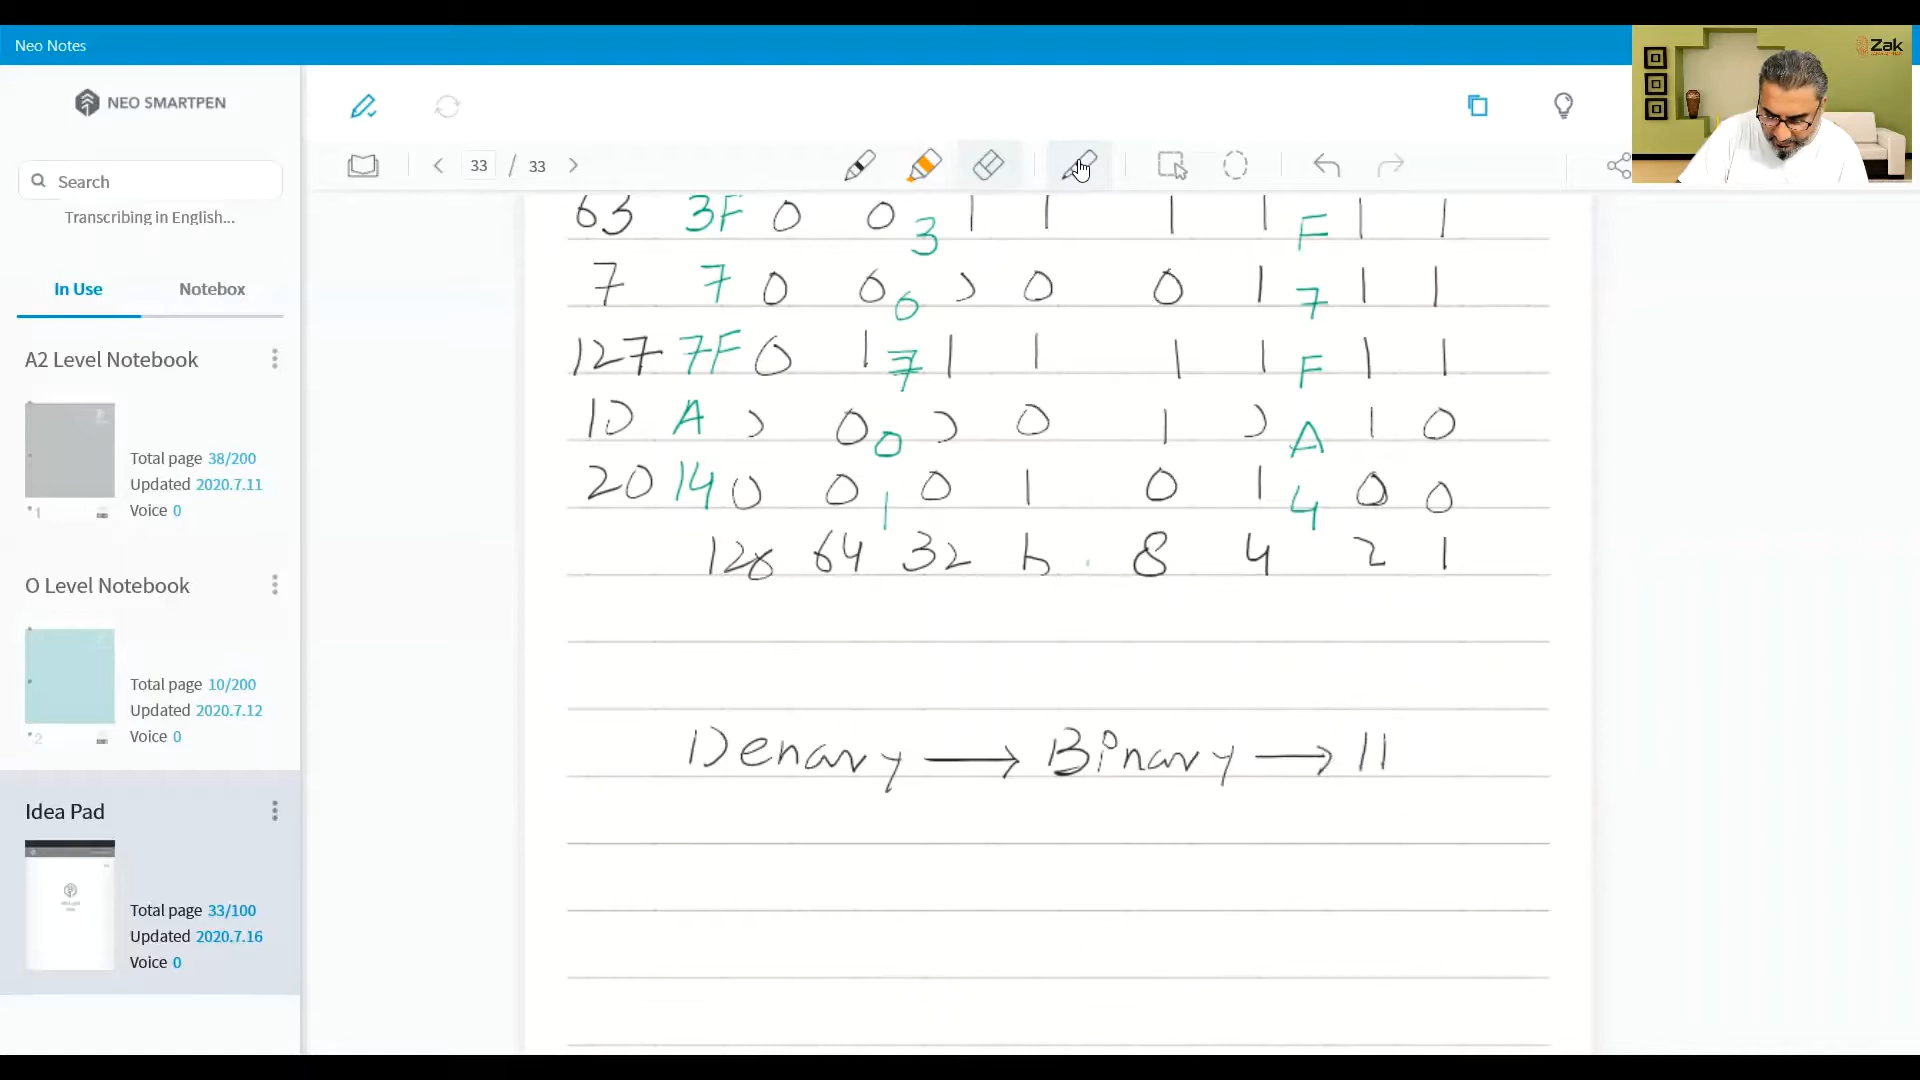 Neo Notes
Zak
NEO SMARTPEN
33 / 33
Search
Transcribing in English...
In Use Notebox
A2 Level Notebook
Total page 38/200
Updated 2020.7.11
Voice 0
1
O Level Notebook
Total page 10/200
Updated 2020.7.12
Voice 0
2
Idea Pad
Total page 33/100
Updated 2020.7.16
Voice 0
63 3F 0 0 3 1 1 1 1 F 1 1
7 7 0 0 0 0 0 1 7 1 1
127 7F 0 1 7 1 1 1 1 F 1 1
10 A 0 0 0 1 A 1 0
20 14 0 0 1 0 1 0 1 4 0 0
128 64 32 8 4 2 1
Denary → Binary → 11